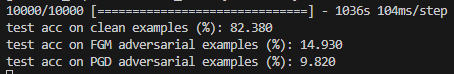 10000/10000 [==============================] - 1036s 104ms/step
test acc on clean examples (%): 82.380
test acc on FGM adversarial examples (%): 14.930
test acc on PGD adversarial examples (%): 9.820